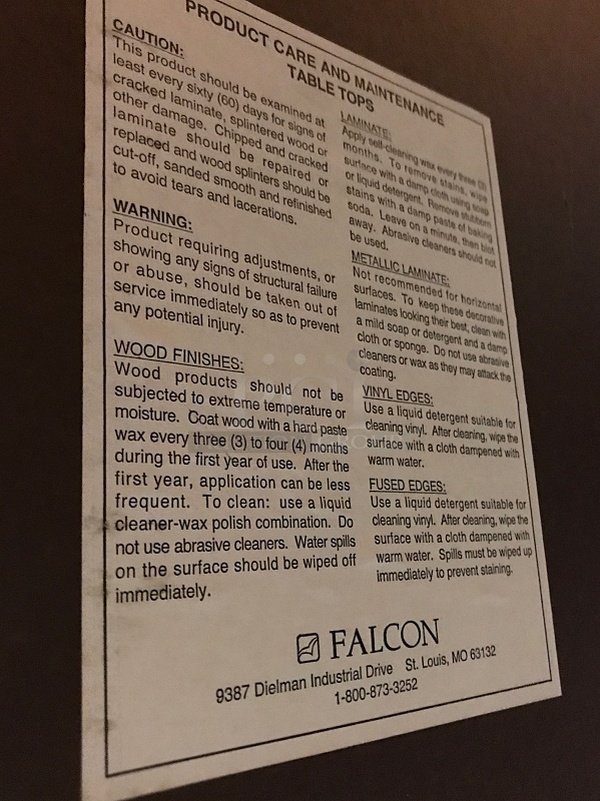 PRODUCT CARE AND MAINTENANCE
TABLE TOPS
CAUTION:
This product should be examined at
least every sixty (60) days for signs of
cracked laminate, splintered wood or
other damage. Chipped and cracked
laminate should be repaired or
replaced and wood splinters should be
cut-off, sanded smooth and refinished
to avoid tears and lacerations.
WARNING:
Product requiring adjustments, or
showing any signs of structural failure
or abuse, should be taken out of
service immediately so as to prevent
any potential injury.
WOOD FINISHES:
Wood products should not be
subjected to extreme temperature or
moisture. Coat wood with a hard paste
wax every three (3) to four (4) months
during the first year of use. After the
first year, application can be less
frequent. To clean: use a liquid
cleaner-wax polish combination. Do
not use abrasive cleaners. Water spills
on the surface should be wiped off
immediately.
LAMINATE:
Apply self-cleaning wax every three (3)
months. To remove stains, wipe
surface with a damp cloth using soap
or liquid detergent. Remove stubborn
stains with a damp paste of baking
soda. Leave on a minute, then blot
away. Abrasive cleaners should not
be used.
METALLIC LAMINATE:
Not recommended for horizontal
surfaces. To keep these decorative
laminates looking their best, clean with
a mild soap or detergent and a damp
cloth or sponge. Do not use abrasive
cleaners or wax as they may attack the
coating.
VINYL EDGES:
Use a liquid detergent suitable for
cleaning vinyl. After cleaning, wipe the
surface with a cloth dampened with
warm water.
FUSED EDGES:
Use a liquid detergent suitable for
cleaning vinyl. After cleaning, wipe the
surface with a cloth dampened with
warm water. Spills must be wiped up
immediately to prevent staining.
FALCON
9387 Dielman Industrial Drive St. Louis, MO 63132
1-800-873-3252